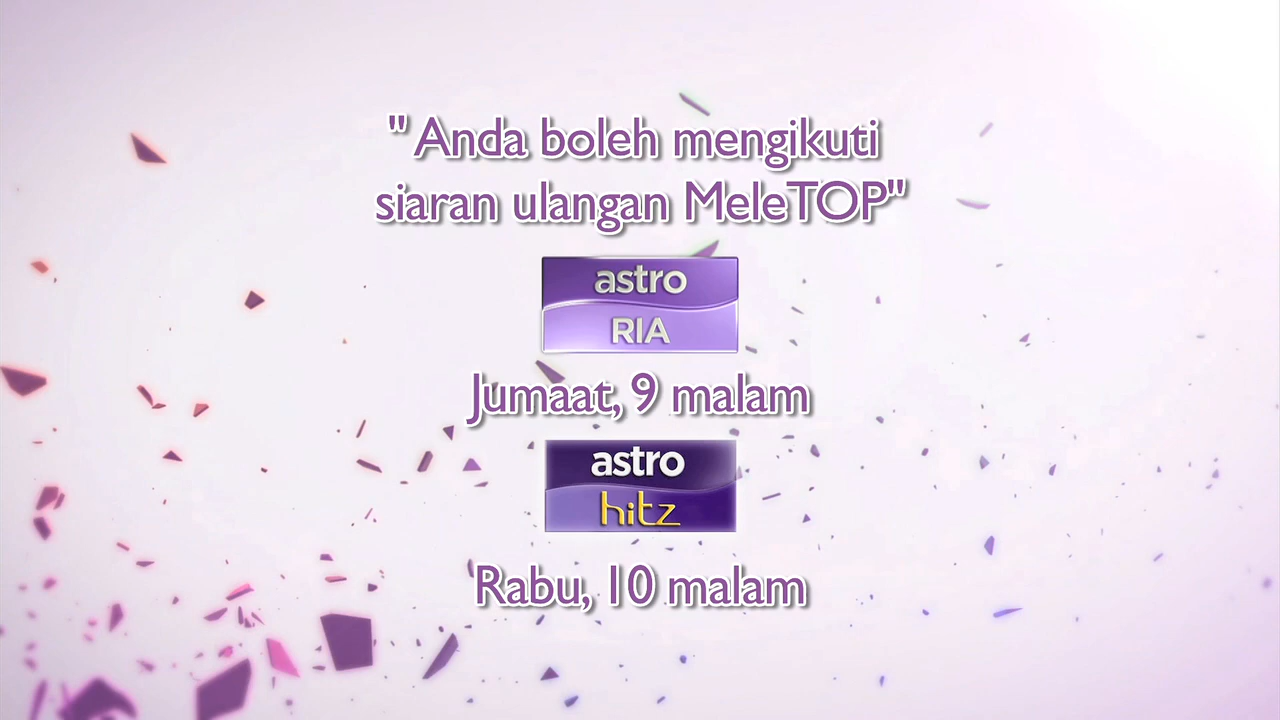 "Anda boleh mengikuti
siaran ulangan MeleTOP"
astro
RIA
Jumaat, 9 malam
astro
hitz
Rabu, 10 malam